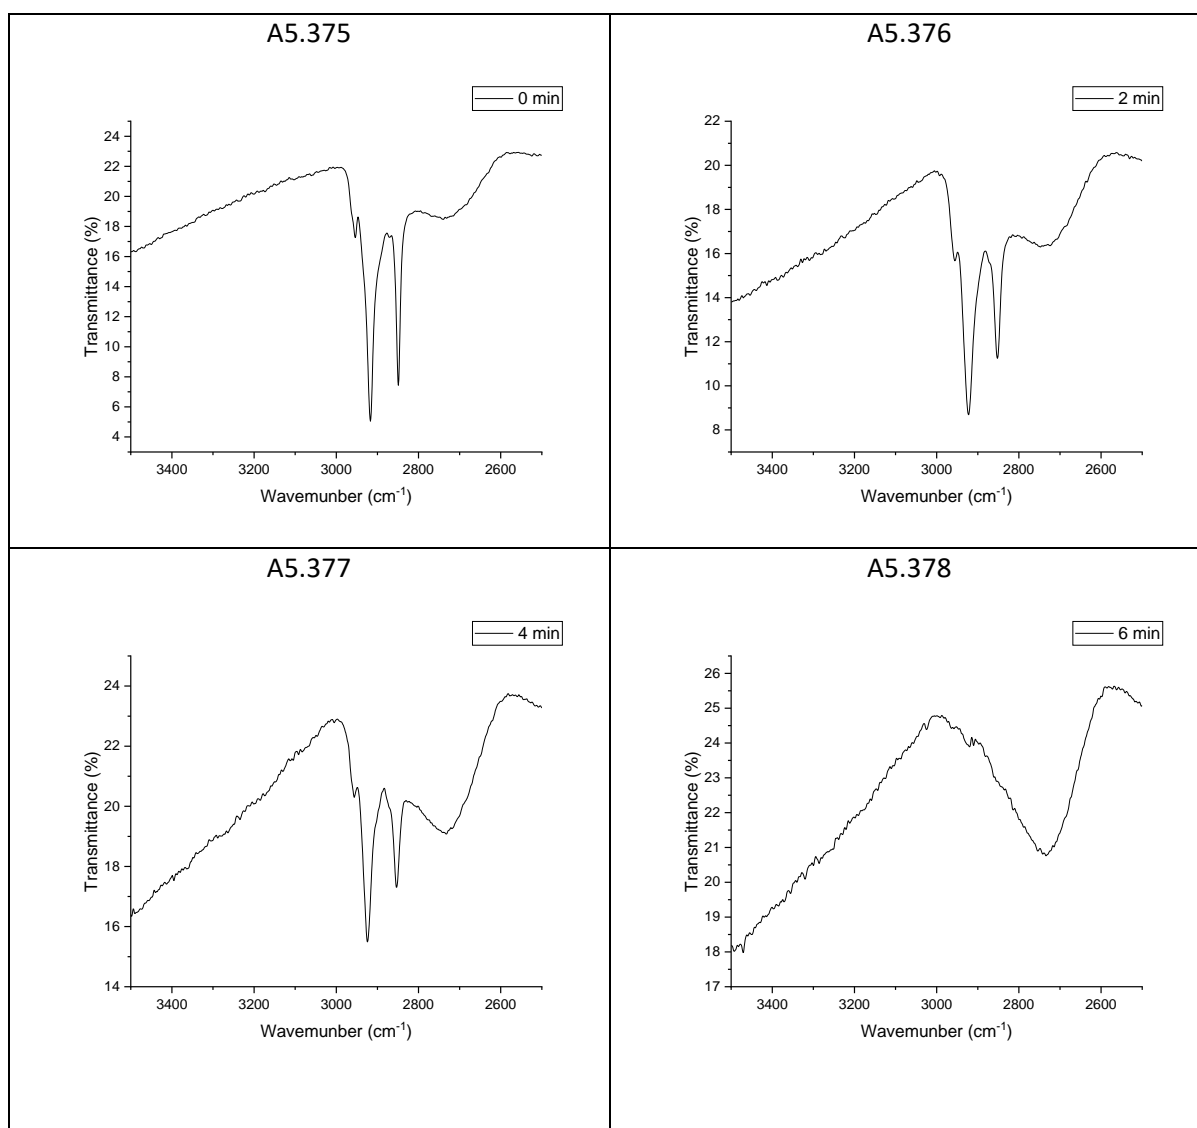 A5.375
0 min
24
22
20
18
16
14
12
10
8
6
4
Transmittance (%)
3400 3200 3000 2800 2600
Wavemunber (cm-1)
A5.376
2 min
22
20
18
16
14
12
10
8
Transmittance (%)
3400 3200 3000 2800 2600
Wavemunber (cm-1)
A5.377
4 min
24
22
20
18
16
14
Transmittance (%)
3400 3200 3000 2800 2600
Wavemunber (cm-1)
A5.378
6 min
26
25
24
23
22
21
20
19
18
17
Transmittance (%)
3400 3200 3000 2800 2600
Wavemunber (cm-1)